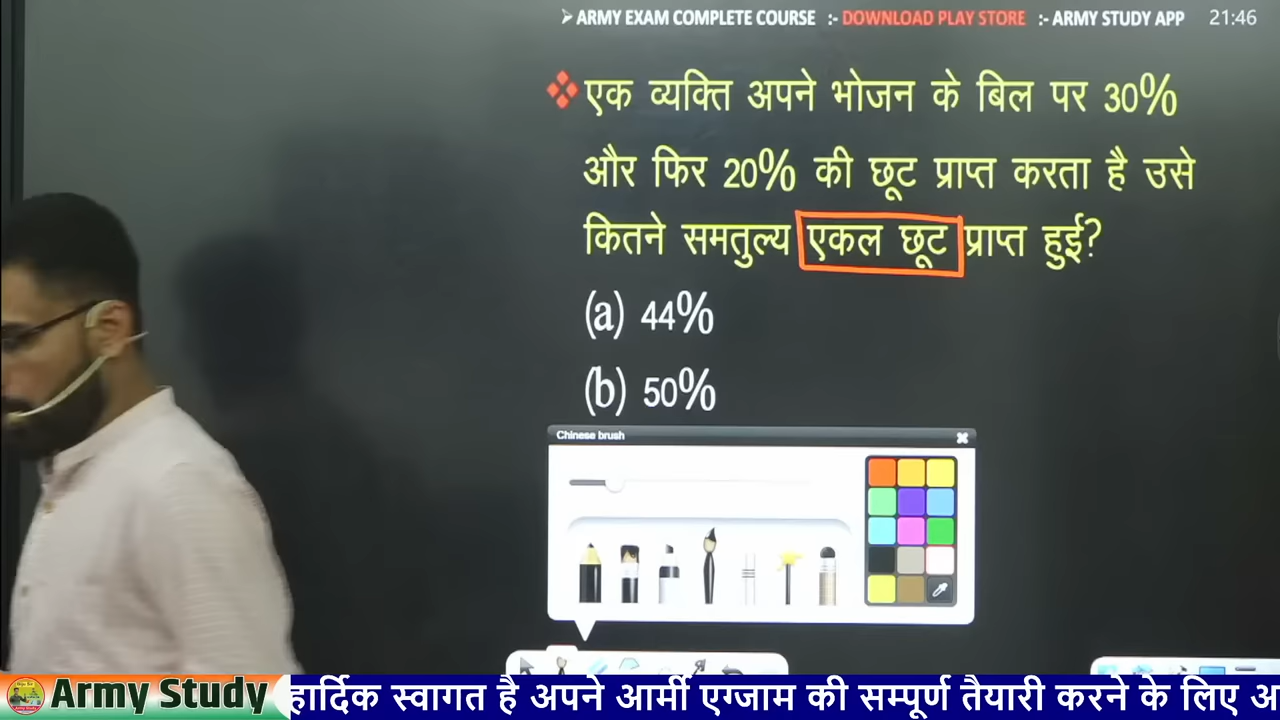 ➢ ARMY EXAM COMPLETE COURSE :- DOWNLOAD PLAY STORE :- ARMY STUDY APP 21:46
❖ एक व्यक्ति अपने भोजन के बिल पर 30%
और फिर 20% की छूट प्राप्त करता है उसे
कितने समतुल्य एकल छूट प्राप्त हुई?
(a) 44%
(b) 50%
Chinese brush
Army Study हार्दिक स्वागत है अपने आर्मी एग्जाम की सम्पूर्ण तैयारी करने के लिए अ